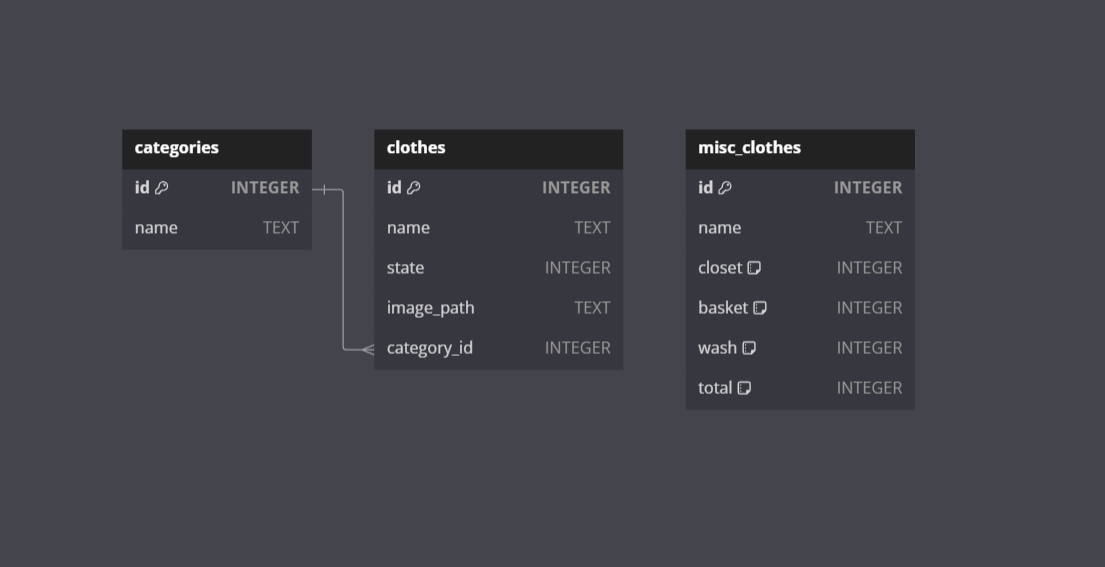 categories
id INTEGER
name TEXT
clothes
id INTEGER
name TEXT
state INTEGER
image_path TEXT
category_id INTEGER
misc_clothes
id INTEGER
name TEXT
closet INTEGER
basket INTEGER
wash INTEGER
total INTEGER